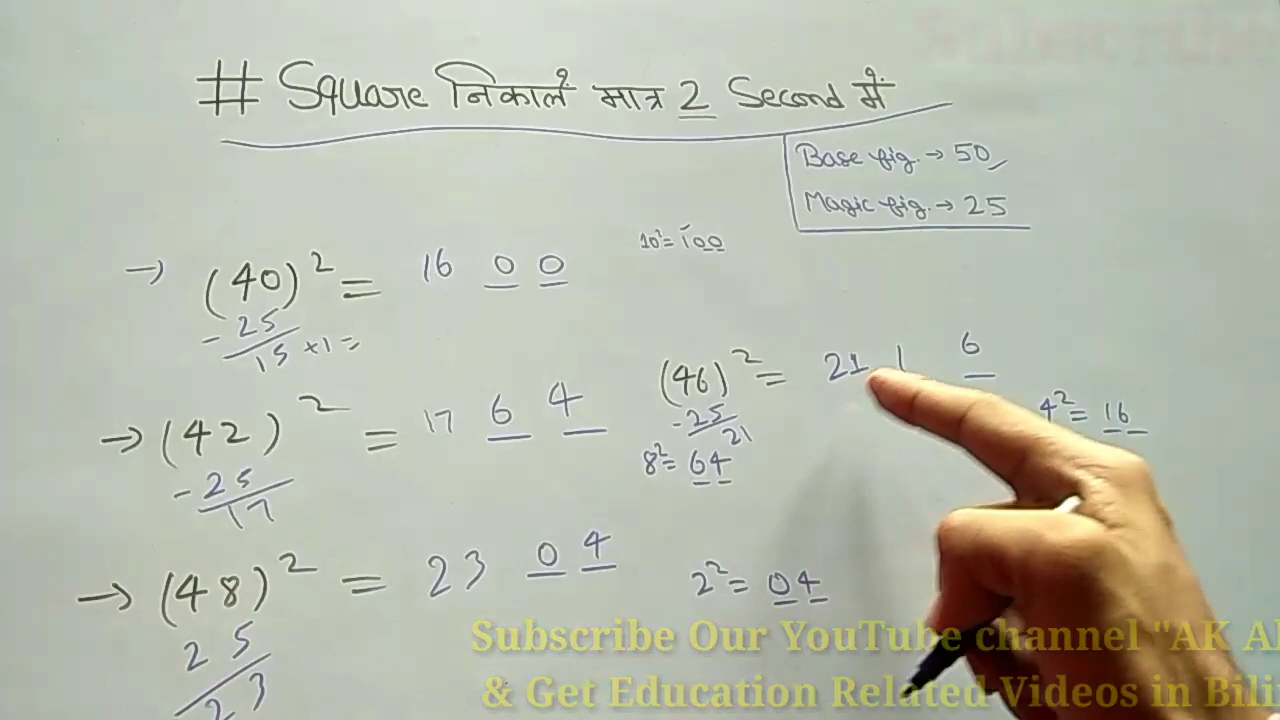 # Square निकालें मात्र 2 Second में
Base fig. → 50
Magic fig. → 25
10²= 100
→ (40)² = 16 0 0
- 25
15 ×1 =
(46)² = 21 1 6
- 25
21
4² = 16
→ (42)² = 17 6 4
- 25
17
8² = 64
→ (48)² = 23 0 4
25
23
2² = 04
Subscribe Our YouTube channel "AK
& Get Education Related Videos in